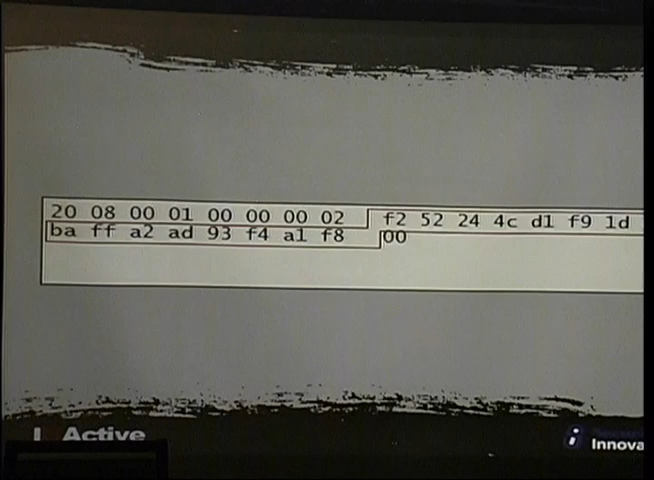 20 08 00 01 00 00 00 02 f2 52 24 4c d1 f9 1d
ba ff a2 ad 93 f4 a1 f8 00
Active
i